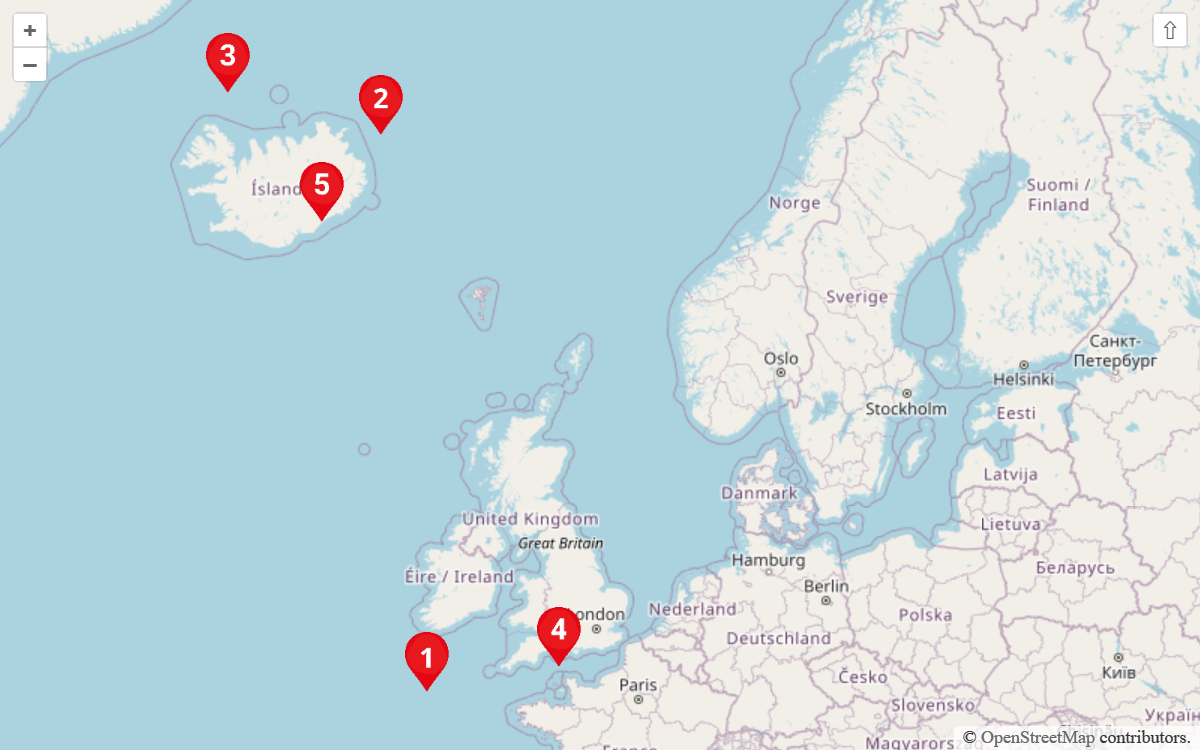 +
−
⇧
3
2
5
Ísland
Norge
Suomi /
Finland
Sverige
Oslo
Санкт-
Петербург
Helsinki
Stockholm
Eesti
Latvija
Danmark
Lietuva
United Kingdom
Great Britain
Hamburg
Беларусь
Éire / Ireland
Berlin
Nederland
London
Polska
4
Deutschland
1
Київ
Česko
Paris
Slovensko
Україн
France
Magyarország
© OpenStreetMap contributors.